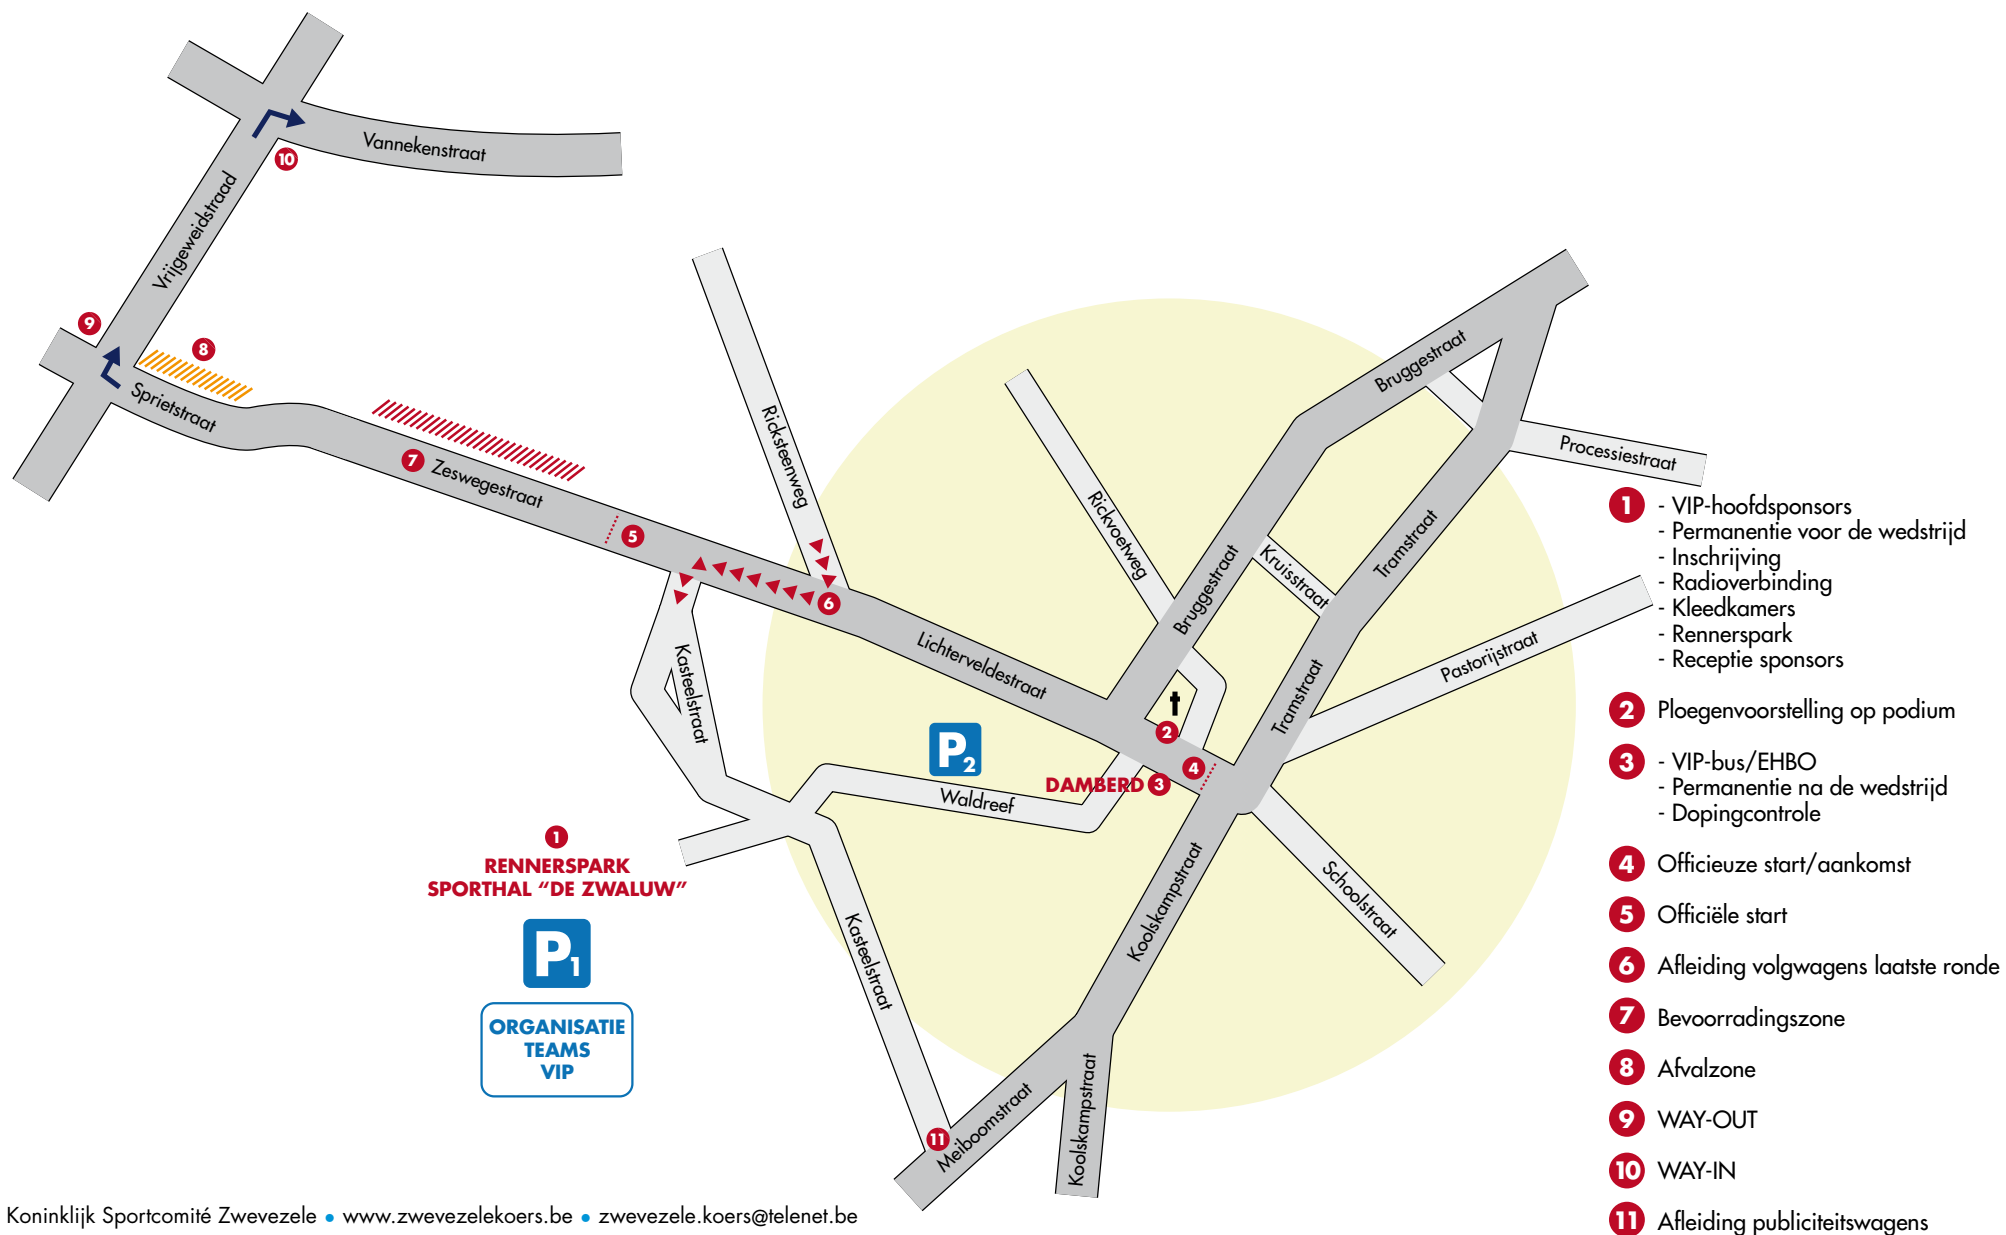 Vannekenstraat
10
Vrijgeweidstraad
9
8
Sprietstraat
7
Zeswegestraat
5
Ricksteenweg
6
Lichterveldestraat
Rickvoetweg
Bruggestraat
Bruggestraat
Kruisstraat
Tramstraat
Tramstraat
Processiestraat
Pastorijstraat
Kasteelstraat
P2
Waldreef
2
4
DAMBERD 3
Schoolstraat
Koolskampstraat
Koolskampstraat
Kasteelstraat
Meiboomstraat
11
1
RENNERSPARK
SPORTHAL “DE ZWALUW”
P1
ORGANISATIE
TEAMS
VIP
1 - VIP-hoofdsponsors
- Permanentie voor de wedstrijd
- Inschrijving
- Radioverbinding
- Kleedkamers
- Rennerspark
- Receptie sponsors
2 Ploegenvoorstelling op podium
3 - VIP-bus/EHBO
- Permanentie na de wedstrijd
- Dopingcontrole
4 Officieuze start/aankomst
5 Officiële start
6 Afleiding volgwagens laatste ronde
7 Bevoorradingszone
8 Afvalzone
9 WAY-OUT
10 WAY-IN
11 Afleiding publiciteitswagens
Koninklijk Sportcomité Zwevezele • www.zwevezelekoers.be • zwevezele.koers@telenet.be